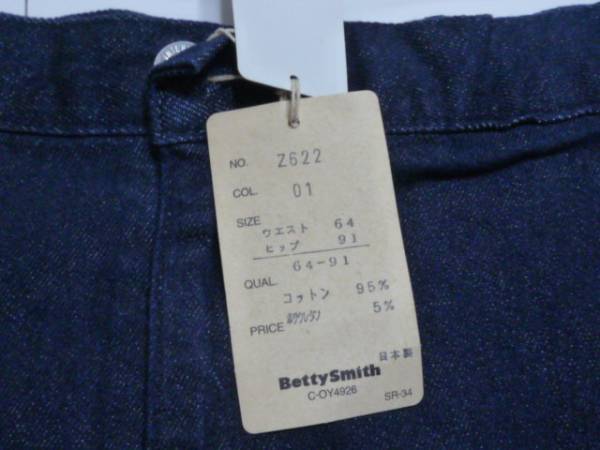 NO. Z622
COL. 01
SIZE ウエスト 64
ヒップ 91
64-91
QUAL. コットン 95%
ポリウレタン 5%
PRICE
日本製
BettySmith
C-OY4926
SR-34